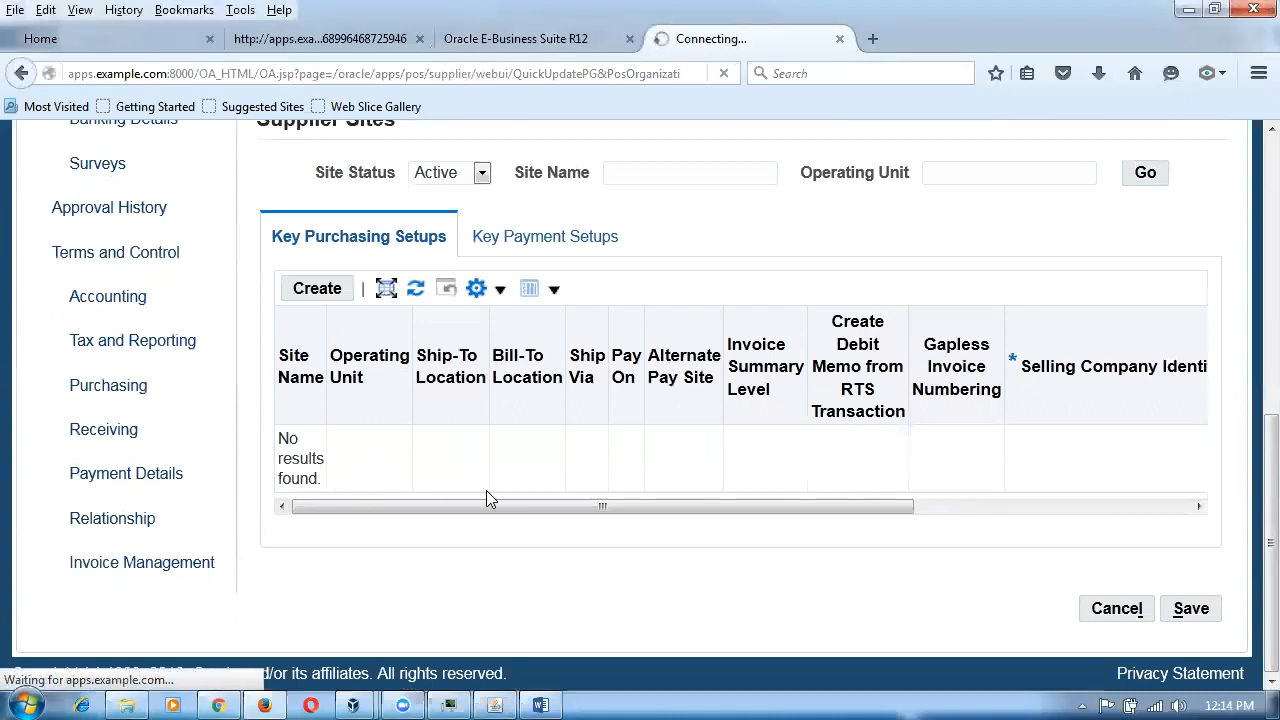 File Edit View History Bookmarks Tools Help
Home
http://apps.exa...68996468725946
Oracle E-Business Suite R12
Connecting...
apps.example.com:8000/OA_HTML/OA.jsp?page=/oracle/apps/pos/supplier/webui/QuickUpdatePG&PosOrganizati
Search
Most Visited Getting Started Suggested Sites Web Slice Gallery
Banking Details
Surveys
Approval History
Terms and Control
Accounting
Tax and Reporting
Purchasing
Receiving
Payment Details
Relationship
Invoice Management
Supplier Sites
Site Status Active Site Name Operating Unit Go
Key Purchasing Setups Key Payment Setups
Create
Site Name
Operating Unit
Ship-To Location
Bill-To Location
Ship Via
Pay On
Alternate Pay Site
Invoice Summary Level
Create Debit Memo from RTS Transaction
Gapless Invoice Numbering
* Selling Company Identi
No results found.
Cancel Save
d/or its affiliates. All rights reserved.
Privacy Statement
Waiting for apps.example.com...
12:14 PM